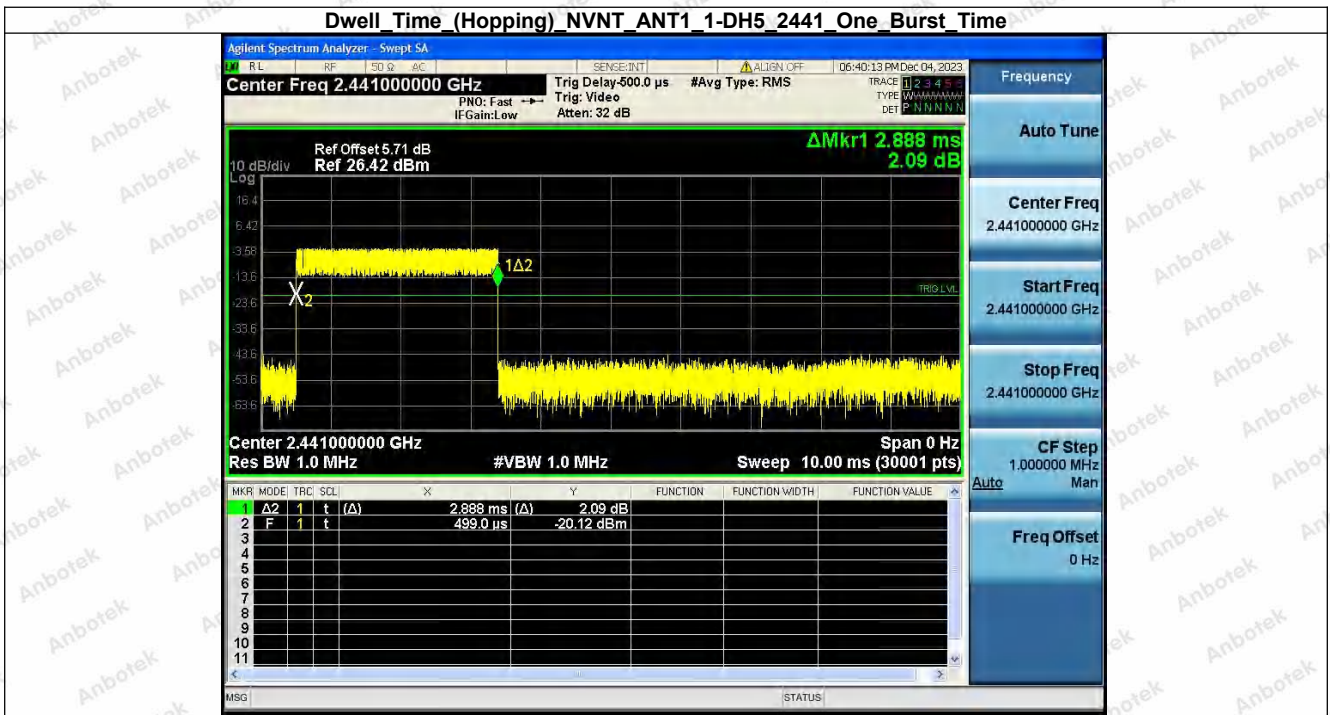 Dwell_Time_(Hopping)_NVNT_ANT1_1-DH5_2441_One_Burst_Time
Agilent Spectrum Analyzer - Swept SA
RL RF 50 Ω AC SENSE:INT ALIGN OFF 06:40:13 PM Dec 04, 2023
Center Freq 2.441000000 GHz
Trig Delay-500.0 μs #Avg Type: RMS
TRACE 1 2 3 4 5 6
PNO: Fast Trig: Video
TYPE WWWWWW
IFGain:Low Atten: 32 dB
DET P N N N N N
ΔMkr1 2.888 ms
2.09 dB
Ref Offset 5.71 dB
10 dB/div Ref 26.42 dBm
Log
16.4
6.42
-3.58
-13.6
-23.6
-33.6
-43.6
-53.6
-63.6
1Δ2
2
TRIG LVL
Center 2.441000000 GHz Span 0 Hz
Res BW 1.0 MHz #VBW 1.0 MHz Sweep 10.00 ms (30001 pts)
MKR MODE TRC SCL X Y FUNCTION FUNCTION WIDTH FUNCTION VALUE
1 Δ2 1 t (Δ) 2.888 ms (Δ) 2.09 dB
2 F 1 t 499.0 μs -20.12 dBm
3
4
5
6
7
8
9
10
11
MSG STATUS
Frequency
Auto Tune
Center Freq
2.441000000 GHz
Start Freq
2.441000000 GHz
Stop Freq
2.441000000 GHz
CF Step
1.000000 MHz
Auto Man
Freq Offset
0 Hz
Anbotek